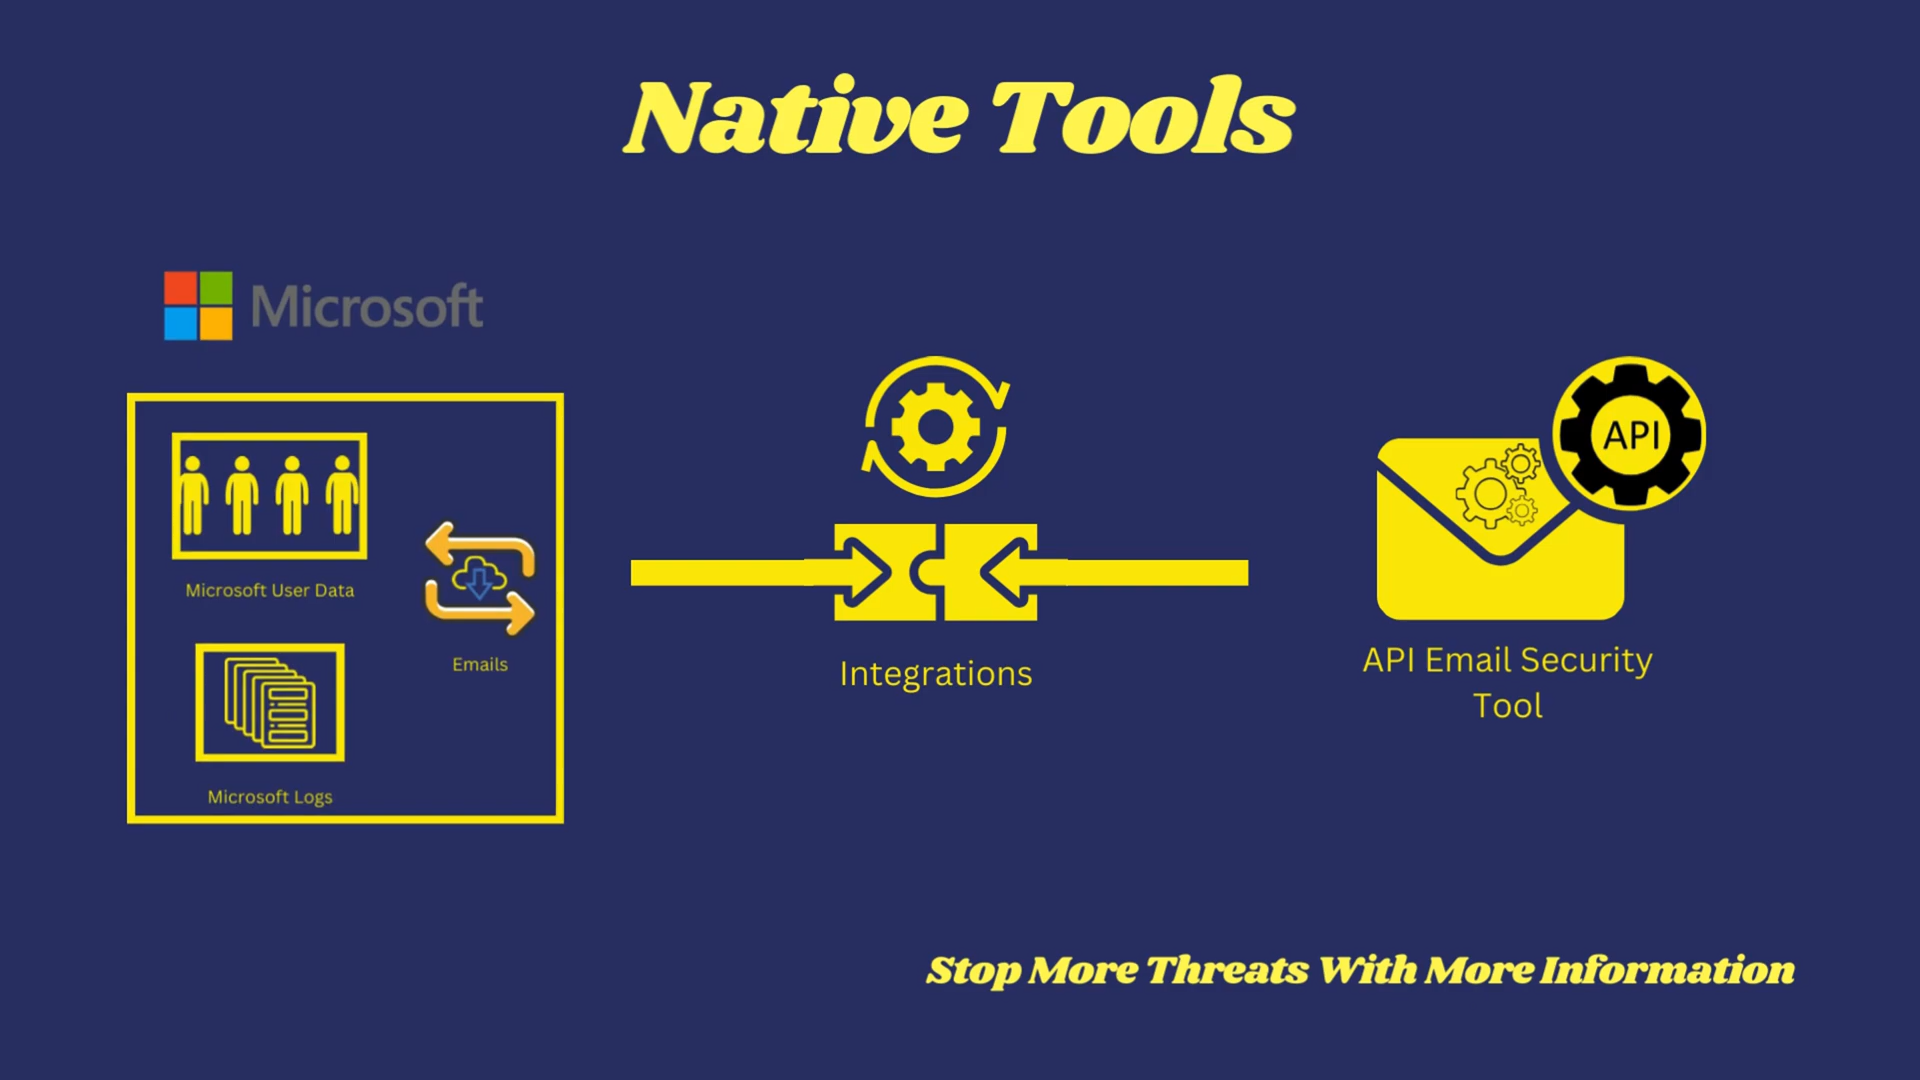 Native Tools
Microsoft
Microsoft User Data
Emails
Microsoft Logs
Integrations
API
API Email Security
Tool
Stop More Threats With More Information